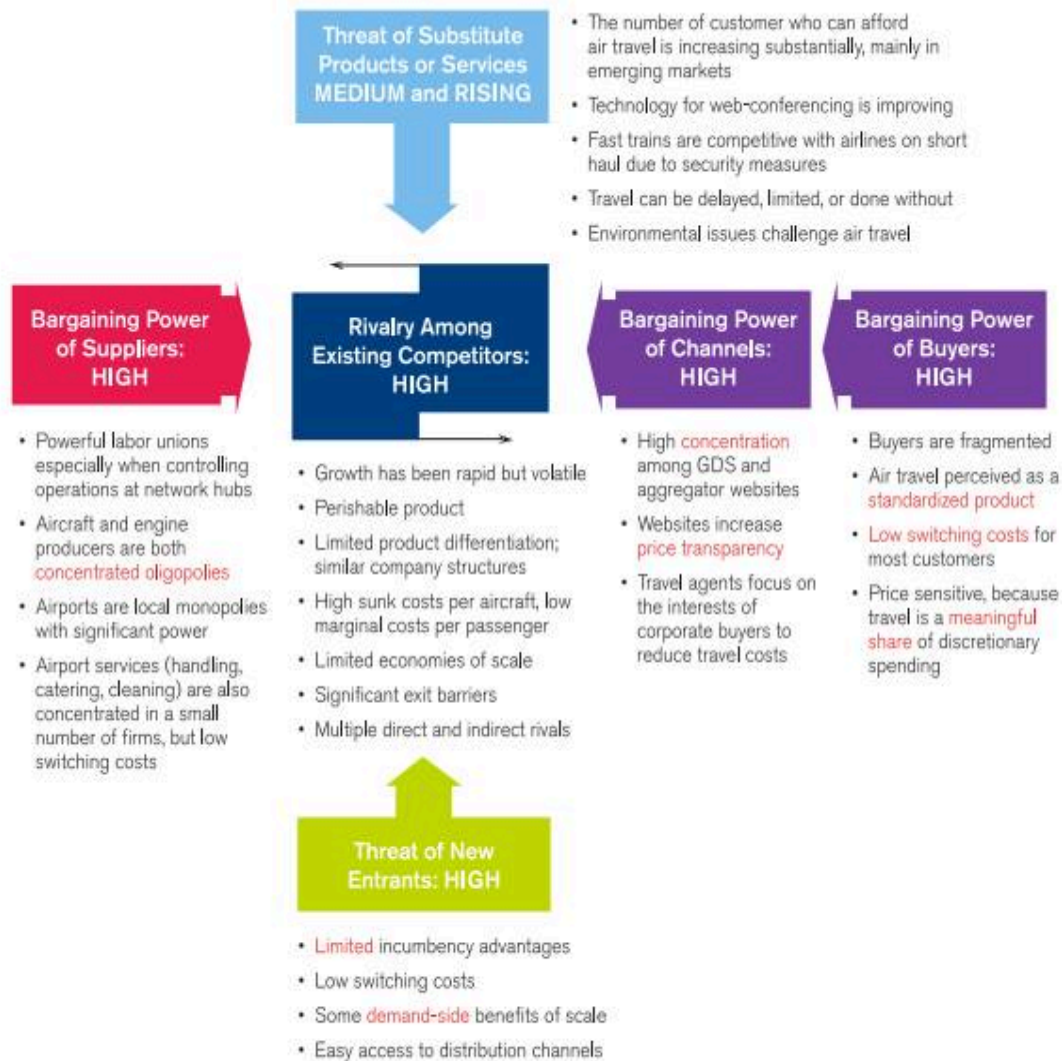 Threat of Substitute
Products or Services
MEDIUM and RISING
• The number of customer who can afford
air travel is increasing substantially, mainly in
emerging markets
• Technology for web-conferencing is improving
• Fast trains are competitive with airlines on short
haul due to security measures
• Travel can be delayed, limited, or done without
• Environmental issues challenge air travel
Bargaining Power
of Suppliers:
HIGH
• Powerful labor unions
especially when controlling
operations at network hubs
• Aircraft and engine
producers are both
concentrated oligopolies
• Airports are local monopolies
with significant power
• Airport services (handling,
catering, cleaning) are also
concentrated in a small
number of firms, but low
switching costs
Rivalry Among
Existing Competitors:
HIGH
• Growth has been rapid but volatile
• Perishable product
• Limited product differentiation;
similar company structures
• High sunk costs per aircraft, low
marginal costs per passenger
• Limited economies of scale
• Significant exit barriers
• Multiple direct and indirect rivals
Bargaining Power
of Channels:
HIGH
• High concentration
among GDS and
aggregator websites
• Websites increase
price transparency
• Travel agents focus on
the interests of
corporate buyers to
reduce travel costs
Bargaining Power
of Buyers:
HIGH
• Buyers are fragmented
• Air travel perceived as a
standardized product
• Low switching costs for
most customers
• Price sensitive, because
travel is a meaningful
share of discretionary
spending
Threat of New
Entrants: HIGH
• Limited incumbency advantages
• Low switching costs
• Some demand-side benefits of scale
• Easy access to distribution channels